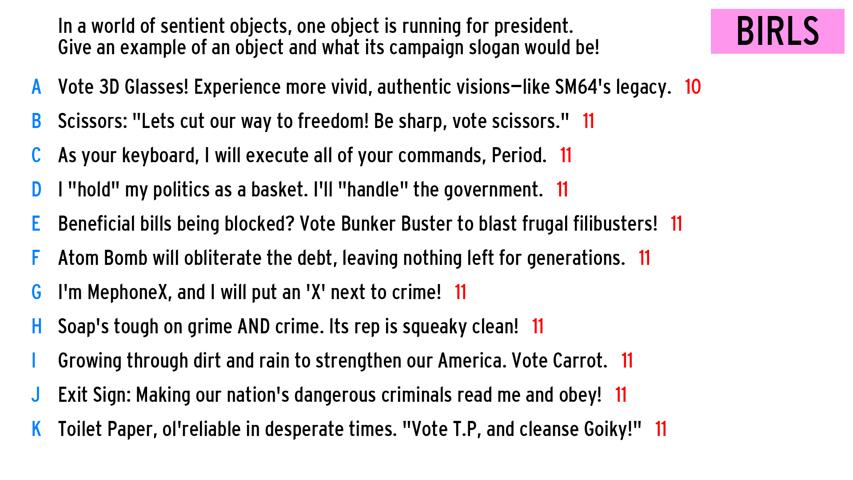 In a world of sentient objects, one object is running for president.
Give an example of an object and what its campaign slogan would be!
BIRLS
A Vote 3D Glasses! Experience more vivid, authentic visions—like SM64's legacy. 10
B Scissors: "Lets cut our way to freedom! Be sharp, vote scissors." 11
C As your keyboard, I will execute all of your commands, Period. 11
D I "hold" my politics as a basket. I'll "handle" the government. 11
E Beneficial bills being blocked? Vote Bunker Buster to blast frugal filibusters! 11
F Atom Bomb will obliterate the debt, leaving nothing left for generations. 11
G I'm MephoneX, and I will put an 'X' next to crime! 11
H Soap's tough on grime AND crime. Its rep is squeaky clean! 11
I Growing through dirt and rain to strengthen our America. Vote Carrot. 11
J Exit Sign: Making our nation's dangerous criminals read me and obey! 11
K Toilet Paper, ol'reliable in desperate times. "Vote T.P, and cleanse Goiky!" 11